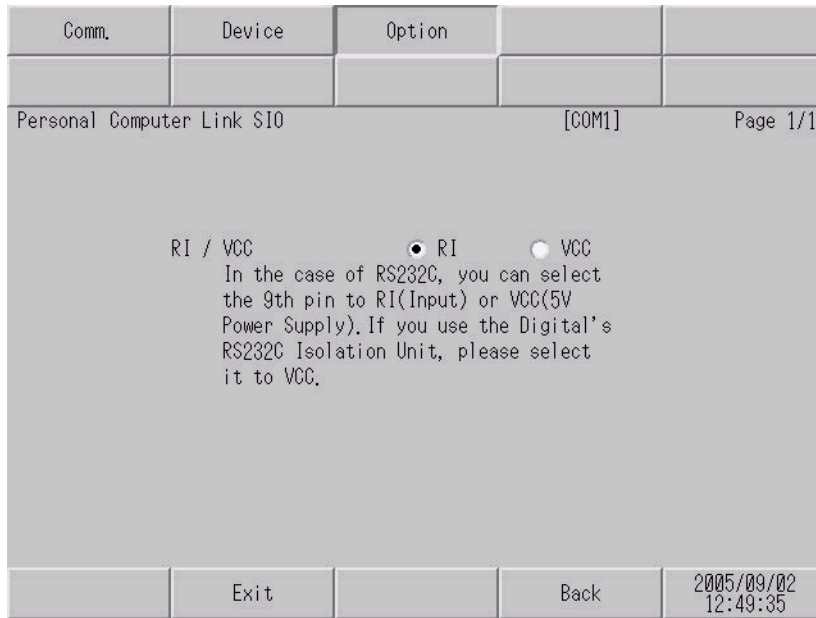 Comm. Device Option
Personal Computer Link SIO [COM1] Page 1/1
RI / VCC RI VCC
In the case of RS232C, you can select
the 9th pin to RI(Input) or VCC(5V
Power Supply).If you use the Digital's
RS232C Isolation Unit, please select
it to VCC.
Exit Back 2005/09/02
12:49:35